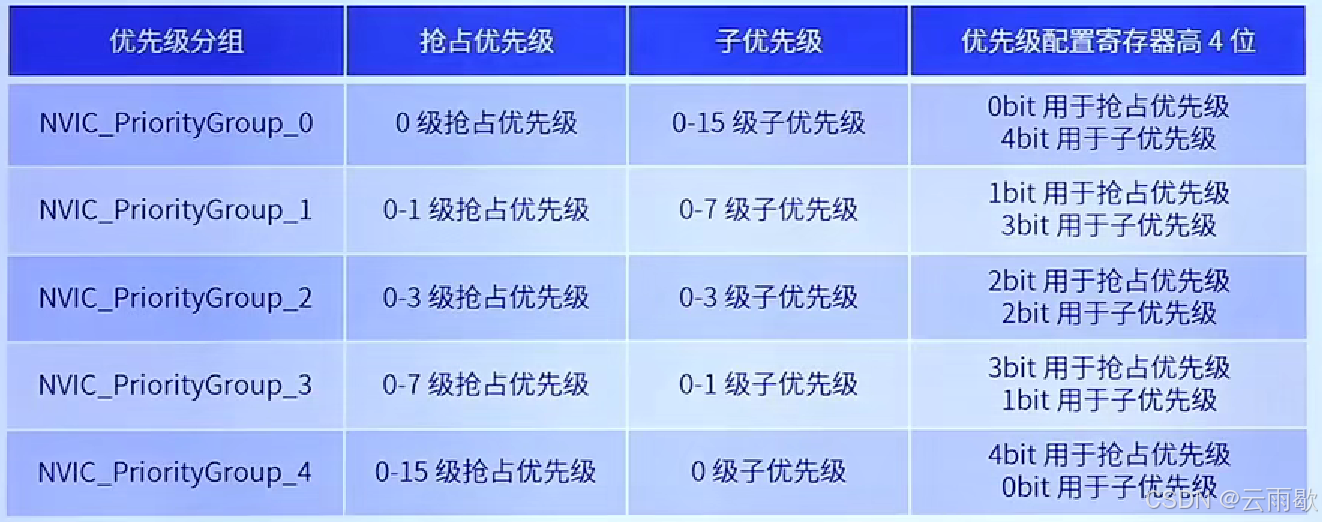 优先级分组 抢占优先级 子优先级 优先级配置寄存器高 4 位
NVIC_PriorityGroup_0 0 级抢占优先级 0-15 级子优先级 0bit 用于抢占优先级
4bit 用于子优先级
NVIC_PriorityGroup_1 0-1 级抢占优先级 0-7 级子优先级 1bit 用于抢占优先级
3bit 用于子优先级
NVIC_PriorityGroup_2 0-3 级抢占优先级 0-3 级子优先级 2bit 用于抢占优先级
2bit 用于子优先级
NVIC_PriorityGroup_3 0-7 级抢占优先级 0-1 级子优先级 3bit 用于抢占优先级
1bit 用于子优先级
NVIC_PriorityGroup_4 0-15 级抢占优先级 0 级子优先级 4bit 用于抢占优先级
0bit 用于子优先级
CSDN @云雨歇